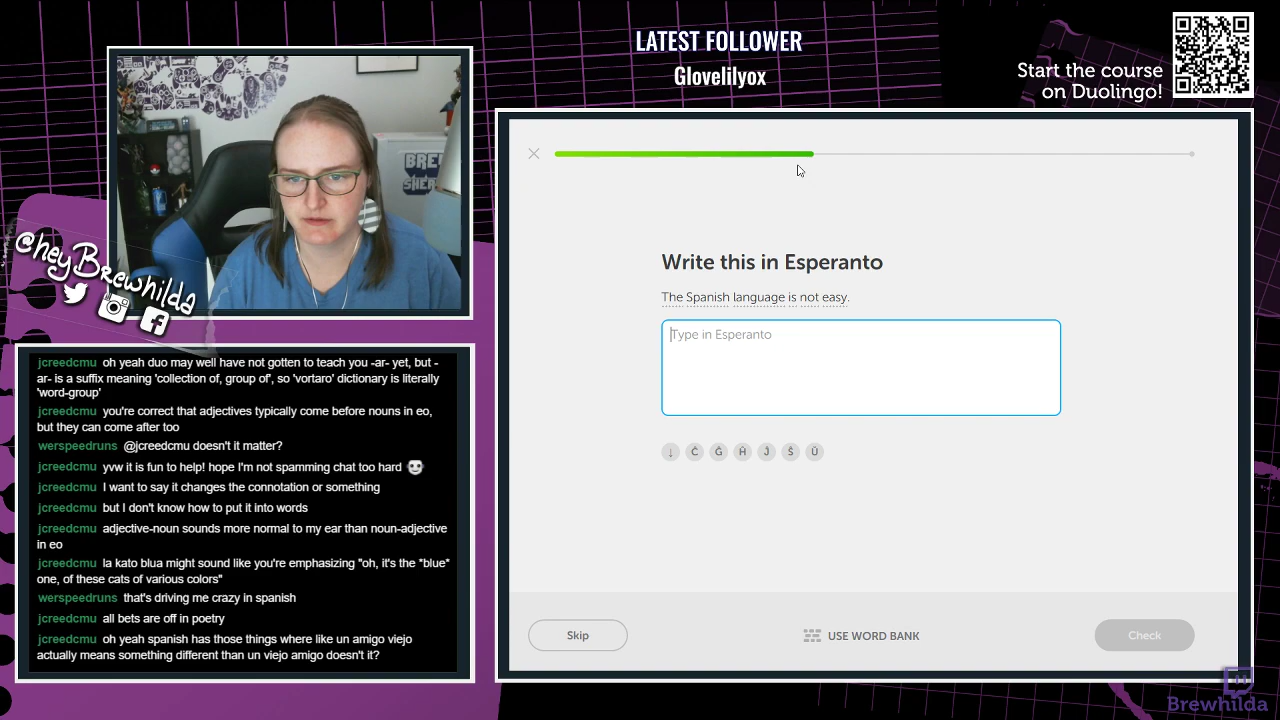 LATEST FOLLOWER
Glovelilyox
Start the course
on Duolingo!
BRE
SHE
@heyBrewhilda
Write this in Esperanto
The Spanish language is not easy.
Type in Esperanto
↓ Ĉ Ĝ Ĥ Ĵ Ŝ Ŭ
Skip
USE WORD BANK
Check
jcreedcmu oh yeah duo may well have not gotten to teach you -ar- yet, but -
ar- is a suffix meaning 'collection of, group of', so 'vortaro' dictionary is literally
'word-group'
jcreedcmu you're correct that adjectives typically come before nouns in eo,
but they can come after too
werspeedruns @jcreedcmu doesn't it matter?
jcreedcmu yvw it is fun to help! hope I'm not spamming chat too hard
jcreedcmu I want to say it changes the connotation or something
jcreedcmu but I don't know how to put it into words
jcreedcmu adjective-noun sounds more normal to my ear than noun-adjective
in eo
jcreedcmu la kato blua might sound like you're emphasizing "oh, it's the *blue*
one, of these cats of various colors"
werspeedruns that's driving me crazy in spanish
jcreedcmu all bets are off in poetry
jcreedcmu oh yeah spanish has those things where like un amigo viejo
actually means something different than un viejo amigo doesn't it?
Brewhilda